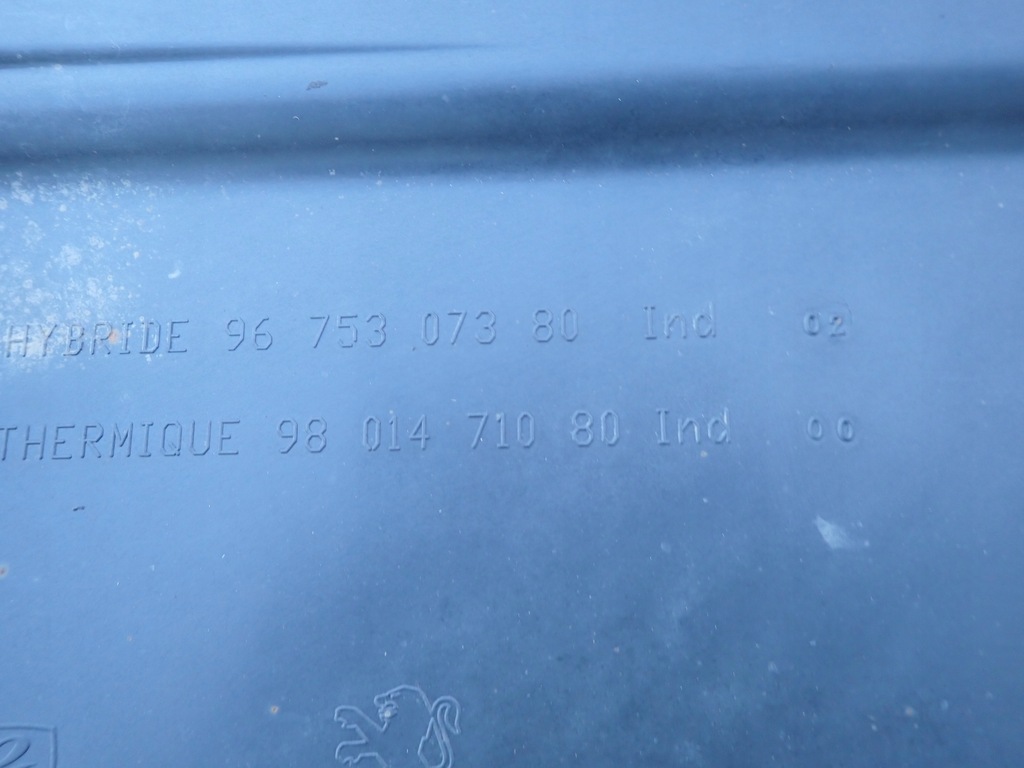 HYBRIDE 96 753 073 80 Ind 02
THERMIQUE 98 014 710 80 Ind 00